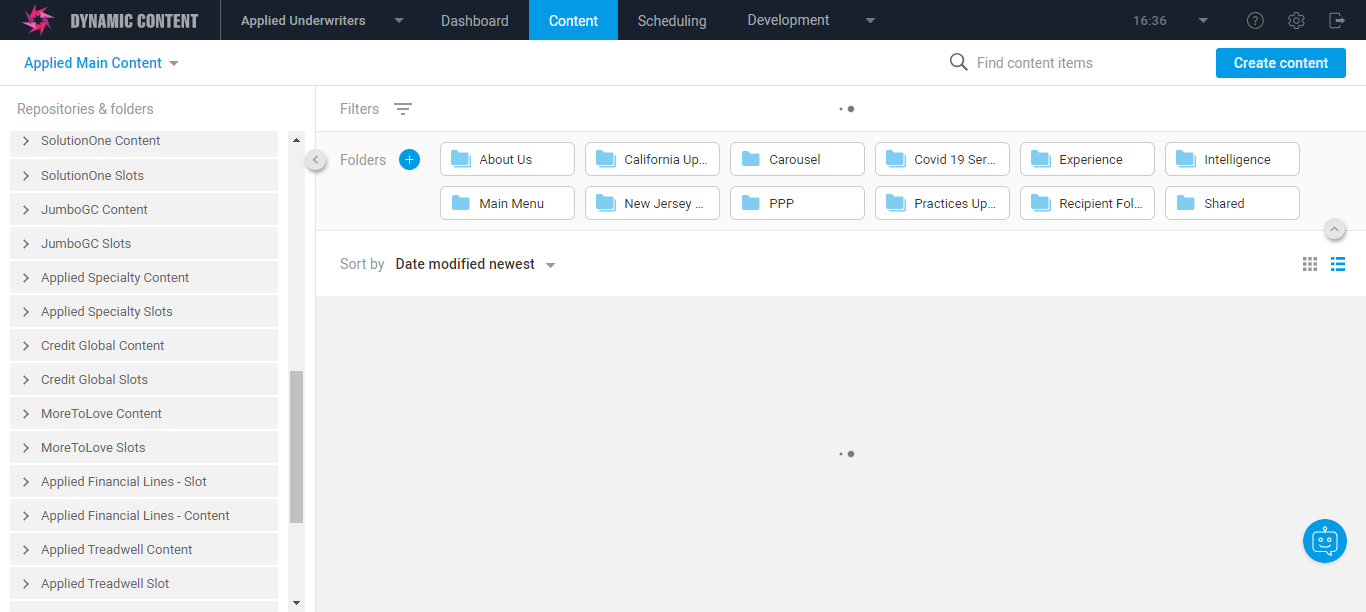 DYNAMIC CONTENT
Applied Underwriters
Dashboard
Content
Scheduling
Development
16:36
Applied Main Content
Find content items
Create content
Repositories & folders
SolutionOne Content
SolutionOne Slots
JumboGC Content
JumboGC Slots
Applied Specialty Content
Applied Specialty Slots
Credit Global Content
Credit Global Slots
MoreToLove Content
MoreToLove Slots
Applied Financial Lines - Slot
Applied Financial Lines - Content
Applied Treadwell Content
Applied Treadwell Slot
Filters
Folders
About Us
California Up...
Carousel
Covid 19 Ser...
Experience
Intelligence
Main Menu
New Jersey ...
PPP
Practices Up...
Recipient Fol...
Shared
Sort by Date modified newest